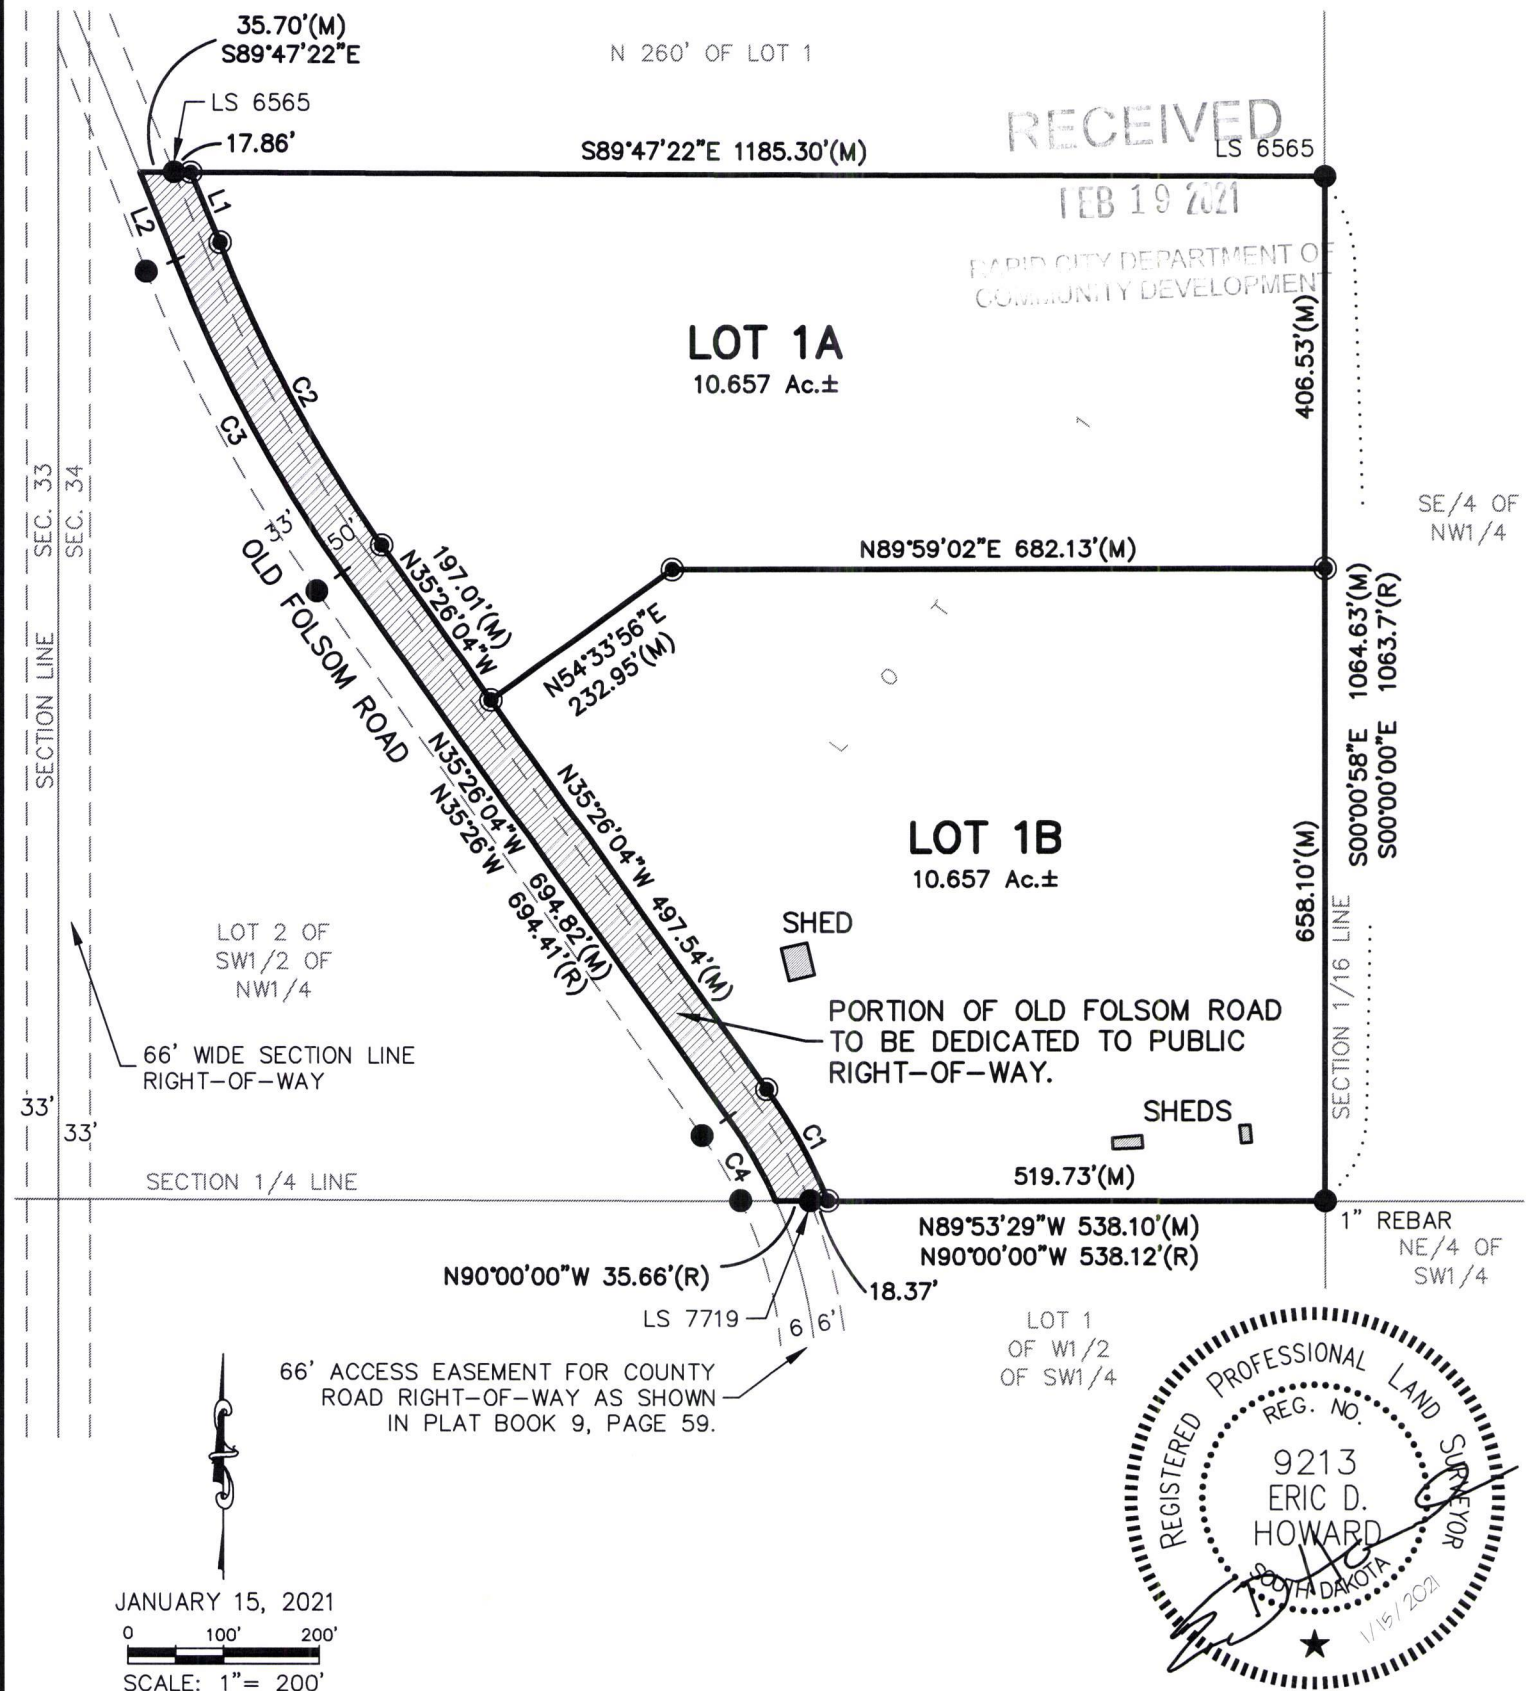 35.70'(M)
S89°47'22"E
N 260' OF LOT 1
LS 6565
17.86'
S89°47'22"E 1185.30'(M)
RECEIVED
LS 6565
FEB 19 2021
RAPID CITY DEPARTMENT OF
COMMUNITY DEVELOPMENT
L1
L2
LOT 1A
10.657 Ac.±
406.53'(M)
C2
C3
SEC. 33
SEC. 34
SE/4 OF
NW1/4
33'
50'
OLD FOLSOM ROAD
197.01'(M)
N35°26'04"W
N89°59'02"E 682.13'(M)
N54°33'56"E
232.95'(M)
LOT 1
S00°00'58"E 1064.63'(M)
S00°00'00"E 1063.7'(R)
SECTION LINE
N35°26'04"W 694.82'(M)
N35°26'W 694.41'(R)
N35°26'04"W 497.54'(M)
LOT 1B
10.657 Ac.±
658.10'(M)
SECTION 1/16 LINE
SHED
LOT 2 OF
SW1/2 OF
NW1/4
PORTION OF OLD FOLSOM ROAD
TO BE DEDICATED TO PUBLIC
RIGHT-OF-WAY.
66' WIDE SECTION LINE
RIGHT-OF-WAY
33'
33'
SHEDS
C1
C4
SECTION 1/4 LINE
519.73'(M)
1" REBAR
N89°53'29"W 538.10'(M)
N90°00'00"W 538.12'(R)
NE/4 OF
SW1/4
N90°00'00"W 35.66'(R)
18.37'
LS 7719
6 6'
LOT 1
OF W1/2
OF SW1/4
66' ACCESS EASEMENT FOR COUNTY
ROAD RIGHT-OF-WAY AS SHOWN
IN PLAT BOOK 9, PAGE 59.
REGISTERED PROFESSIONAL LAND SURVEYOR
REG. NO.
9213
ERIC D.
HOWARD
SOUTH DAKOTA
1/15/2021
JANUARY 15, 2021
0 100' 200'
SCALE: 1"= 200'